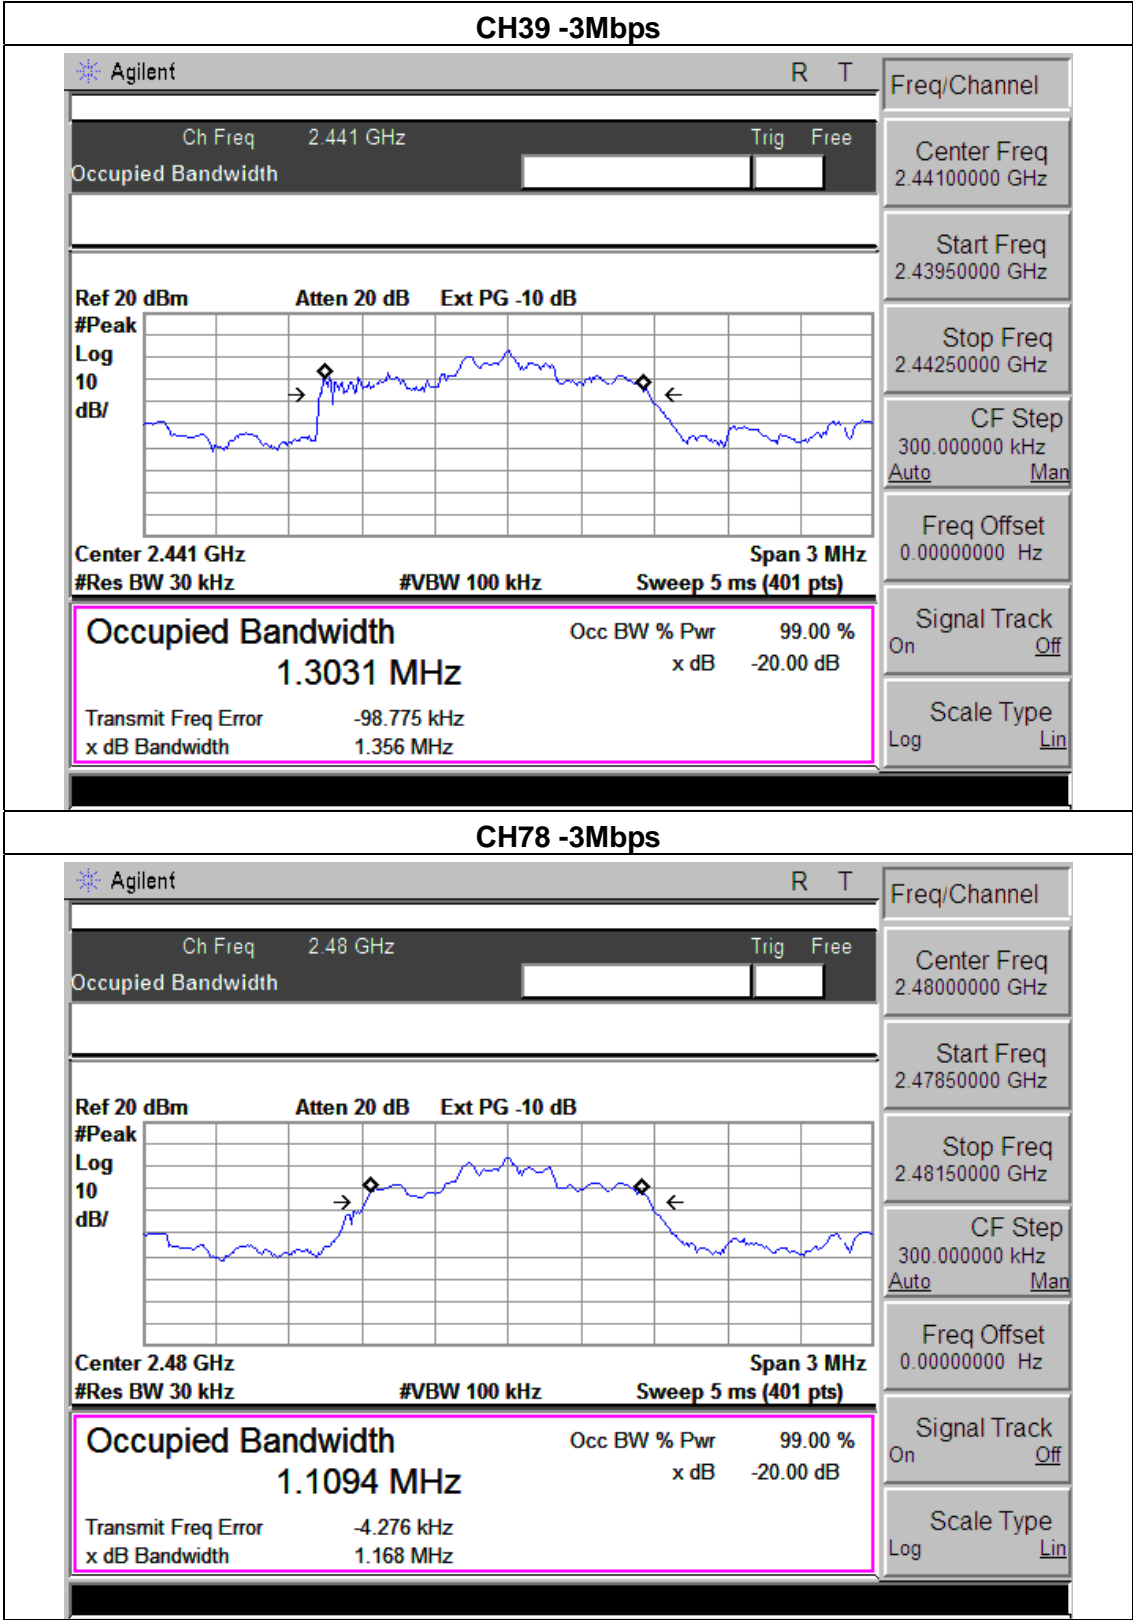 CH39 -3Mbps
Agilent R T
Freq/Channel
Ch Freq 2.441 GHz Trig Free
Occupied Bandwidth
Center Freq
2.44100000 GHz
Start Freq
2.43950000 GHz
Stop Freq
2.44250000 GHz
CF Step
300.000000 kHz
Auto Man
Freq Offset
0.00000000 Hz
Signal Track
On Off
Scale Type
Log Lin
Ref 20 dBm Atten 20 dB Ext PG -10 dB
#Peak
Log
10
dB/
Center 2.441 GHz Span 3 MHz
#Res BW 30 kHz #VBW 100 kHz Sweep 5 ms (401 pts)
Occupied Bandwidth Occ BW % Pwr 99.00 %
1.3031 MHz x dB -20.00 dB
Transmit Freq Error -98.775 kHz
x dB Bandwidth 1.356 MHz
CH78 -3Mbps
Agilent R T
Freq/Channel
Ch Freq 2.48 GHz Trig Free
Occupied Bandwidth
Center Freq
2.48000000 GHz
Start Freq
2.47850000 GHz
Stop Freq
2.48150000 GHz
CF Step
300.000000 kHz
Auto Man
Freq Offset
0.00000000 Hz
Signal Track
On Off
Scale Type
Log Lin
Ref 20 dBm Atten 20 dB Ext PG -10 dB
#Peak
Log
10
dB/
Center 2.48 GHz Span 3 MHz
#Res BW 30 kHz #VBW 100 kHz Sweep 5 ms (401 pts)
Occupied Bandwidth Occ BW % Pwr 99.00 %
1.1094 MHz x dB -20.00 dB
Transmit Freq Error -4.276 kHz
x dB Bandwidth 1.168 MHz